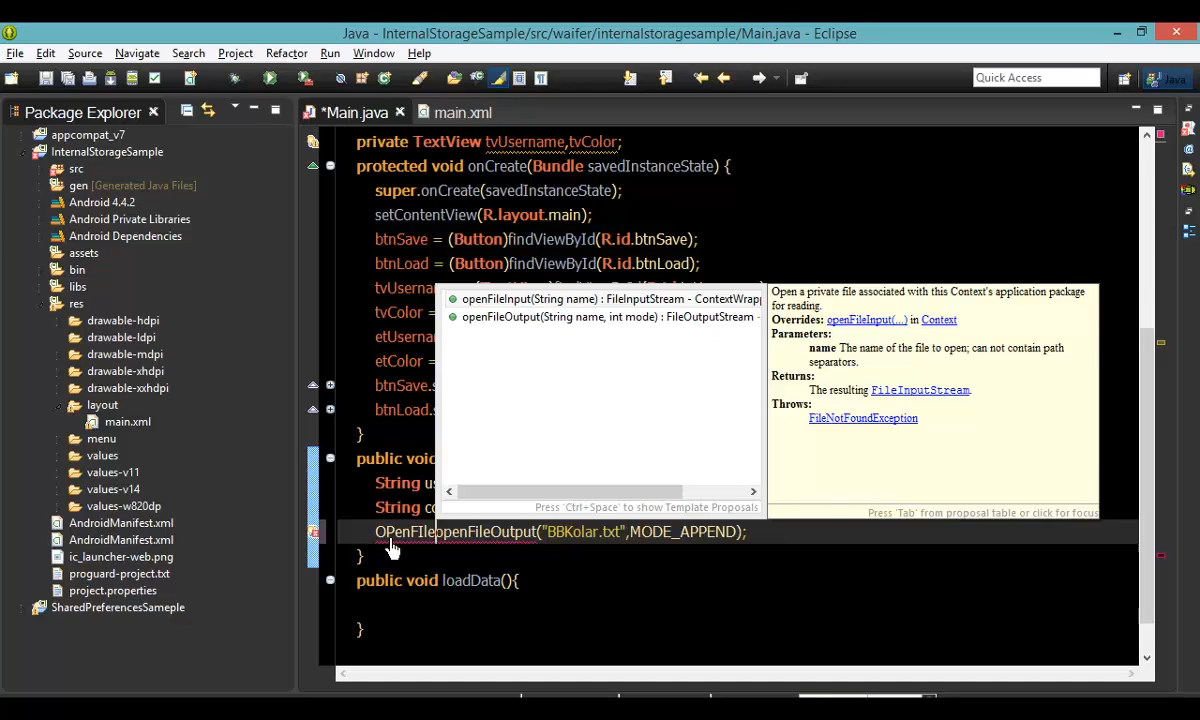 Java - InternalStorageSample/src/waifer/internalstoragesample/Main.java - Eclipse
File Edit Source Navigate Search Project Refactor Run Window Help
Quick Access
Java
Package Explorer
*Main.java
main.xml
appcompat_v7
InternalStorageSample
src
gen [Generated Java Files]
Android 4.4.2
Android Private Libraries
Android Dependencies
assets
bin
libs
res
drawable-hdpi
drawable-ldpi
drawable-mdpi
drawable-xhdpi
drawable-xxhdpi
layout
main.xml
menu
values
values-v11
values-v14
values-w820dp
AndroidManifest.xml
AndroidManifest.xml
ic_launcher-web.png
proguard-project.txt
project.properties
SharedPreferencesSameple
private TextView tvUsername,tvColor;
protected void onCreate(Bundle savedInstanceState) {
super.onCreate(savedInstanceState);
setContentView(R.layout.main);
btnSave = (Button)findViewById(R.id.btnSave);
btnLoad = (Button)findViewById(R.id.btnLoad);
tvUsern
tvColor =
etUsern
etColor =
btnSave.
btnLoad.
}
public void
String u
String co
OPenFIleopenFileOutput("BBKolar.txt",MODE_APPEND);
}
public void loadData(){
}
openFileInput(String name) : FileInputStream - ContextWrapp
openFileOutput(String name, int mode) : FileOutputStream -
Press 'Ctrl+Space' to show Template Proposals
Open a private file associated with this Context's application package
for reading.
Overrides: openFileInput(...) in Context
Parameters:
name The name of the file to open; can not contain path
separators.
Returns:
The resulting FileInputStream.
Throws:
FileNotFoundException
Press 'Tab' from proposal table or click for focus